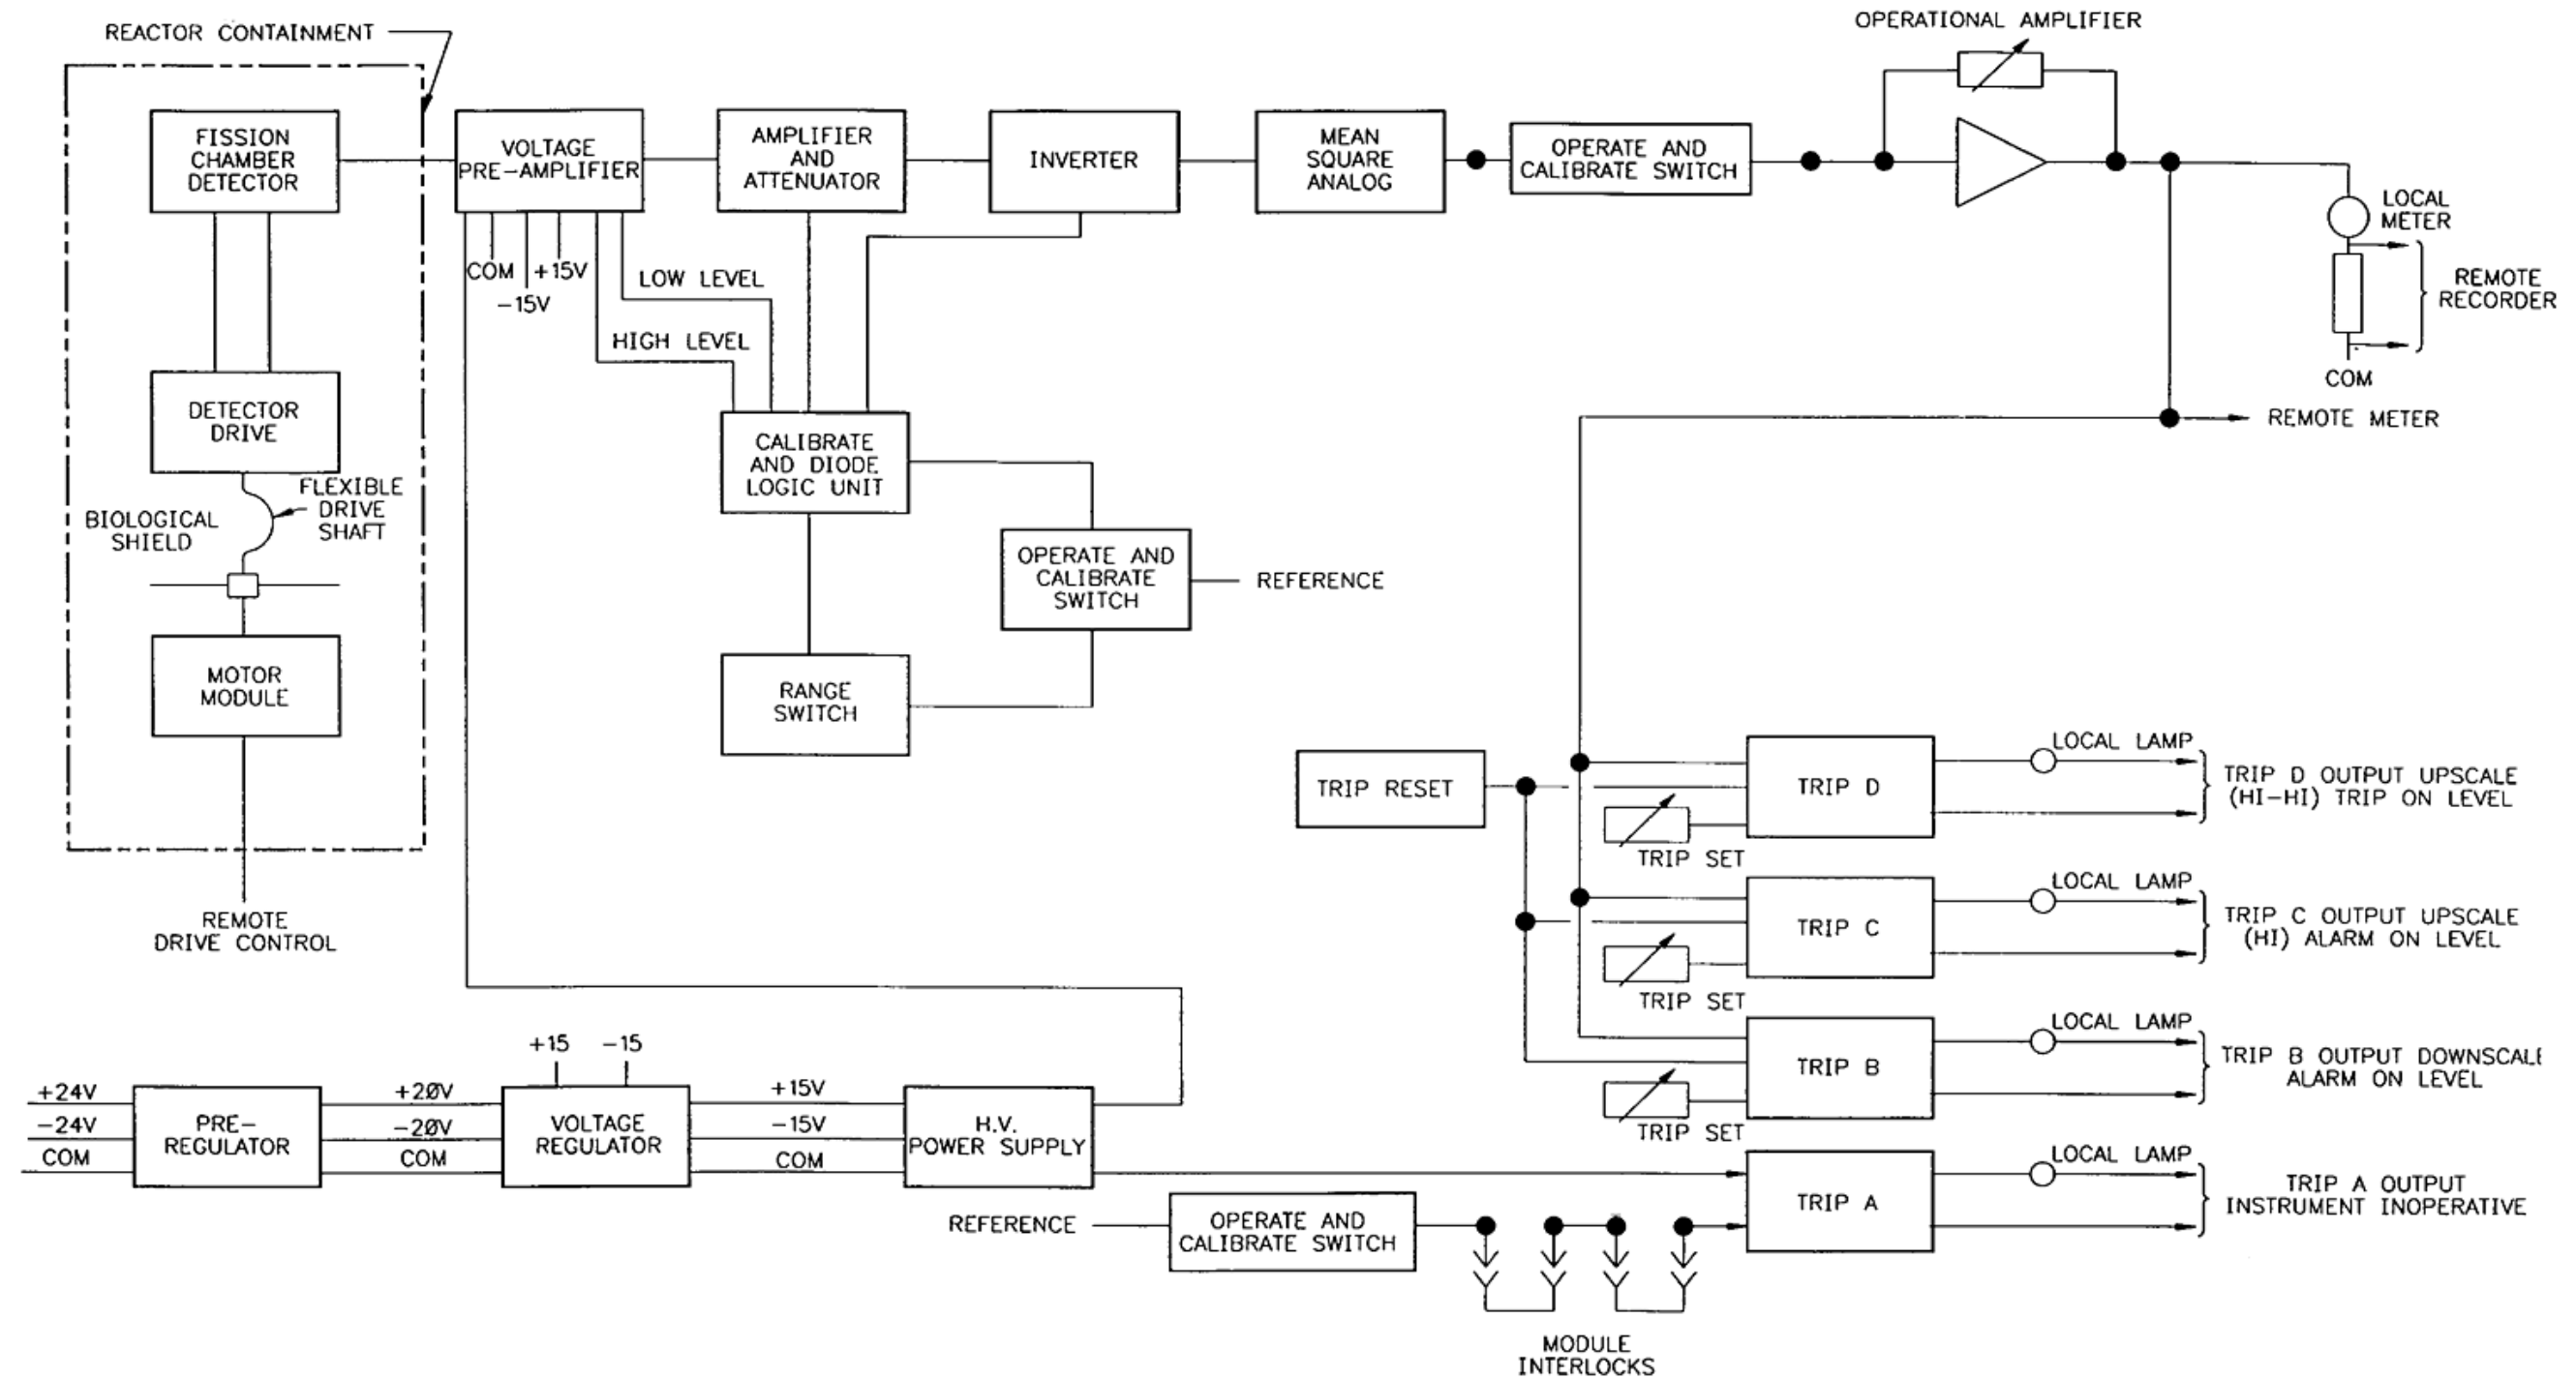 OPERATIONAL AMPLIFIER
REACTOR CONTAINMENT
FISSION
CHAMBER
DETECTOR
VOLTAGE
PRE-AMPLIFIER
AMPLIFIER
AND
ATTENUATOR
INVERTER
MEAN
SQUARE
ANALOG
OPERATE AND
CALIBRATE SWITCH
LOCAL
METER
REMOTE
RECORDER
COM
REMOTE METER
COM
+15V
-15V
LOW LEVEL
HIGH LEVEL
DETECTOR
DRIVE
FLEXIBLE
DRIVE
SHAFT
BIOLOGICAL
SHIELD
MOTOR
MODULE
REMOTE
DRIVE CONTROL
CALIBRATE
AND DIODE
LOGIC UNIT
OPERATE AND
CALIBRATE
SWITCH
REFERENCE
RANGE
SWITCH
TRIP RESET
TRIP D
TRIP SET
LOCAL LAMP
TRIP D OUTPUT UPSCALE
(HI-HI) TRIP ON LEVEL
TRIP C
TRIP SET
LOCAL LAMP
TRIP C OUTPUT UPSCALE
(HI) ALARM ON LEVEL
TRIP B
TRIP SET
LOCAL LAMP
TRIP B OUTPUT DOWNSCALE
ALARM ON LEVEL
+24V
-24V
COM
PRE-
REGULATOR
+20V
-20V
COM
+15
-15
VOLTAGE
REGULATOR
+15V
-15V
COM
H.V.
POWER SUPPLY
TRIP A
LOCAL LAMP
TRIP A OUTPUT
INSTRUMENT INOPERATIVE
REFERENCE
OPERATE AND
CALIBRATE SWITCH
MODULE
INTERLOCKS